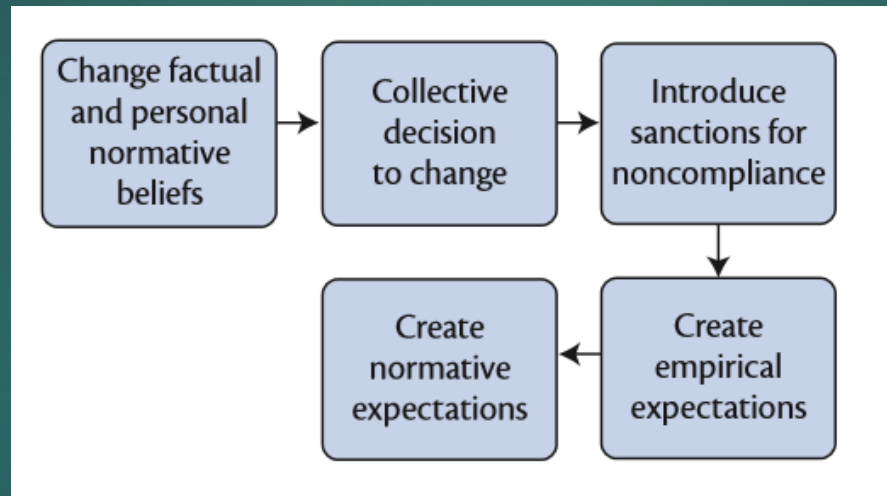 Change factual
and personal
normative
beliefs
Collective
decision
to change
Introduce
sanctions for
noncompliance
Create
empirical
expectations
Create
normative
expectations